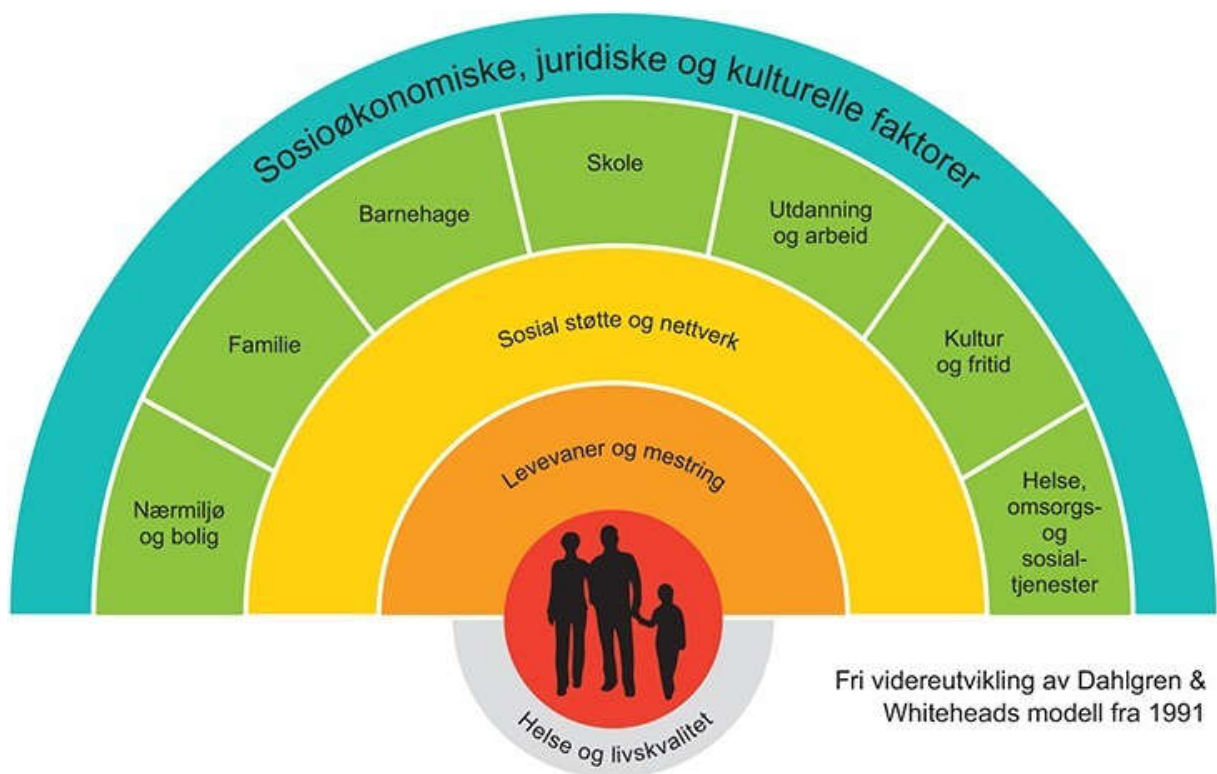 Sosioøkonomiske, juridiske og kulturelle faktorer
Nærmiljø
og bolig
Familie
Barnehage
Skole
Utdanning
og arbeid
Kultur
og fritid
Helse,
omsorgs-
og
sosial-
tjenester
Sosial støtte og nettverk
Levevaner og mestring
Helse og livskvalitet
Fri videreutvikling av Dahlgren &
Whiteheads modell fra 1991